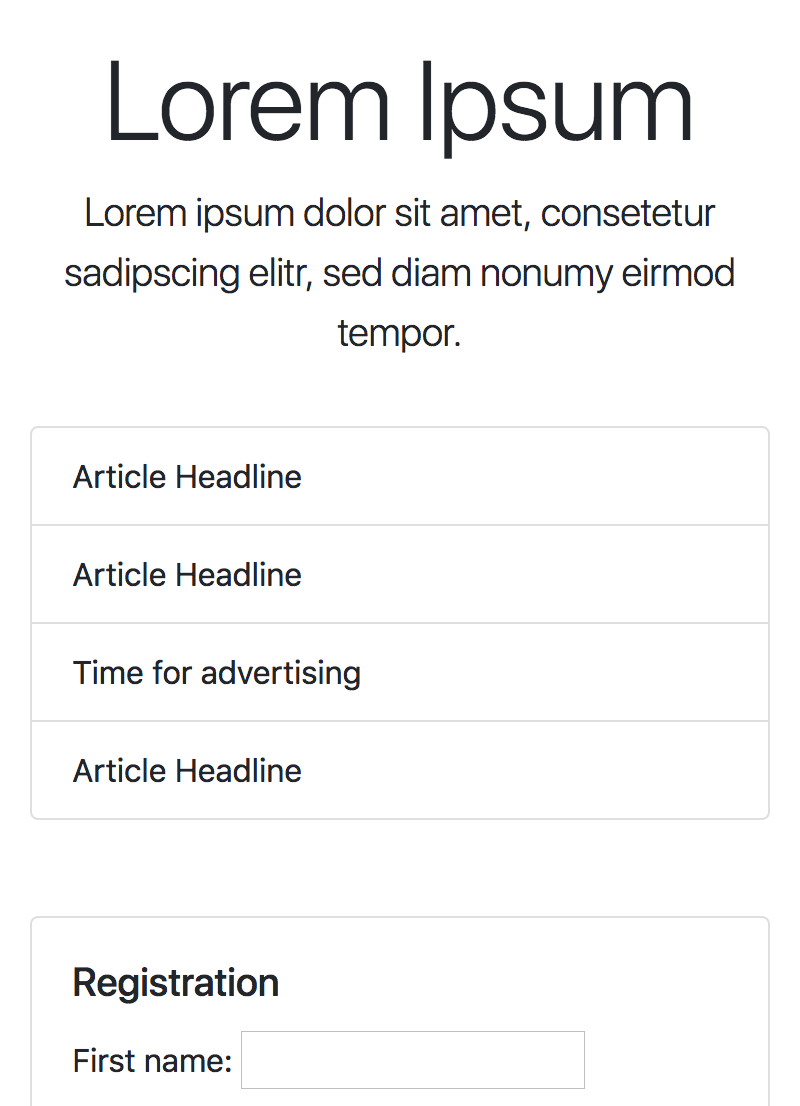 Lorem Ipsum
Lorem ipsum dolor sit amet, consetetur
sadipscing elitr, sed diam nonumy eirmod
tempor.
Article Headline
Article Headline
Time for advertising
Article Headline
Registration
First name: